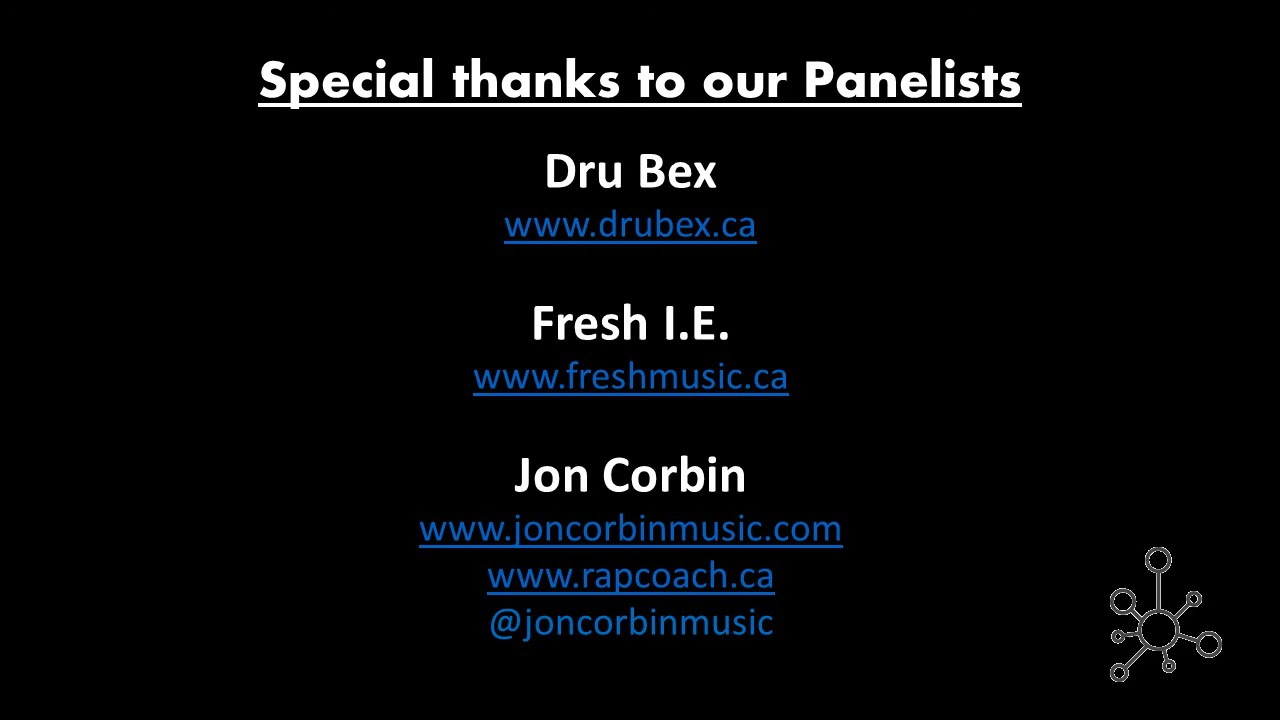 Special thanks to our Panelists
Dru Bex
www.drubex.ca
Fresh I.E.
www.freshmusic.ca
Jon Corbin
www.joncorbinmusic.com
www.rapcoach.ca
@joncorbinmusic